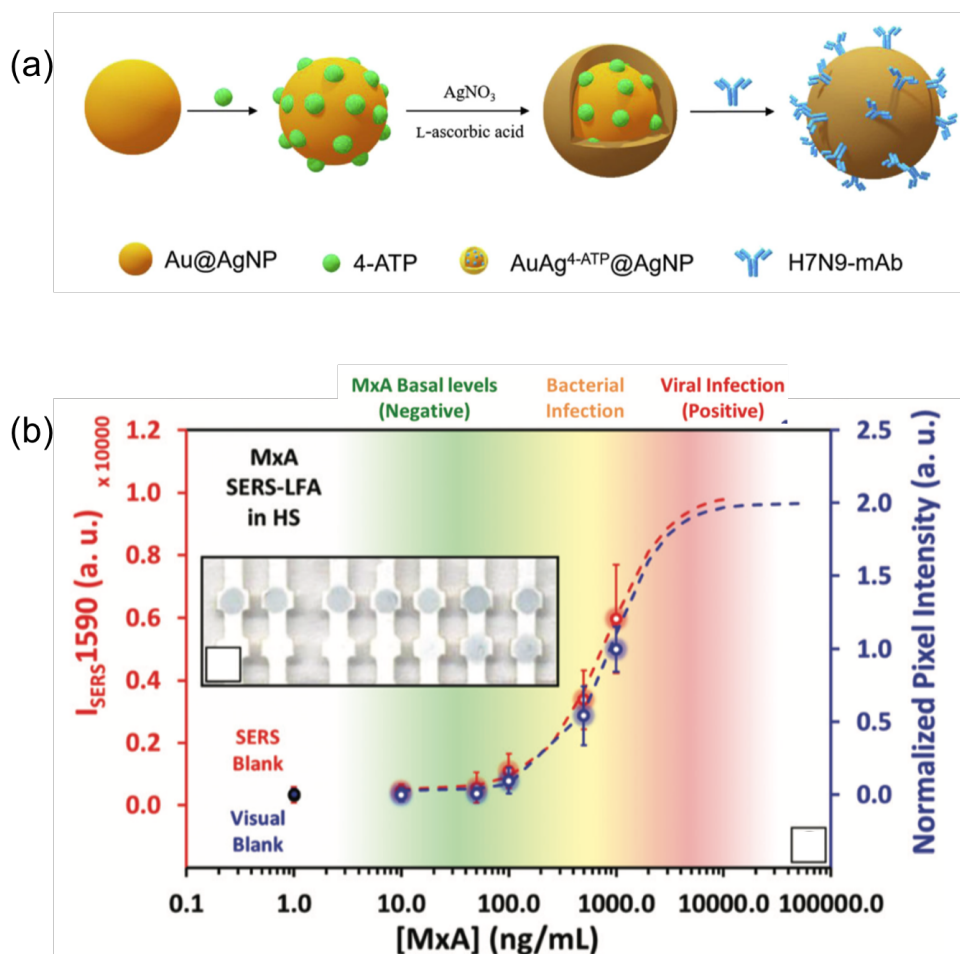 (a)
AgNO₃
L-ascorbic acid
Au@AgNP
4-ATP
AuAg⁴⁻ᴬᵀᴾ@AgNP
H7N9-mAb
(b)
MxA Basal levels
(Negative)
Bacterial
Infection
Viral Infection
(Positive)
MxA
SERS-LFA
in HS
SERS
Blank
Visual
Blank
I_SERS1590 (a. u.)
x 10000
1.2
1.0
0.8
0.6
0.4
0.2
0.0
2.5
2.0
1.5
1.0
0.5
0.0
Normalized Pixel Intensity (a. u.)
0.1
1.0
10.0
100.0
1000.0
10000.0
100000.0
[MxA] (ng/mL)